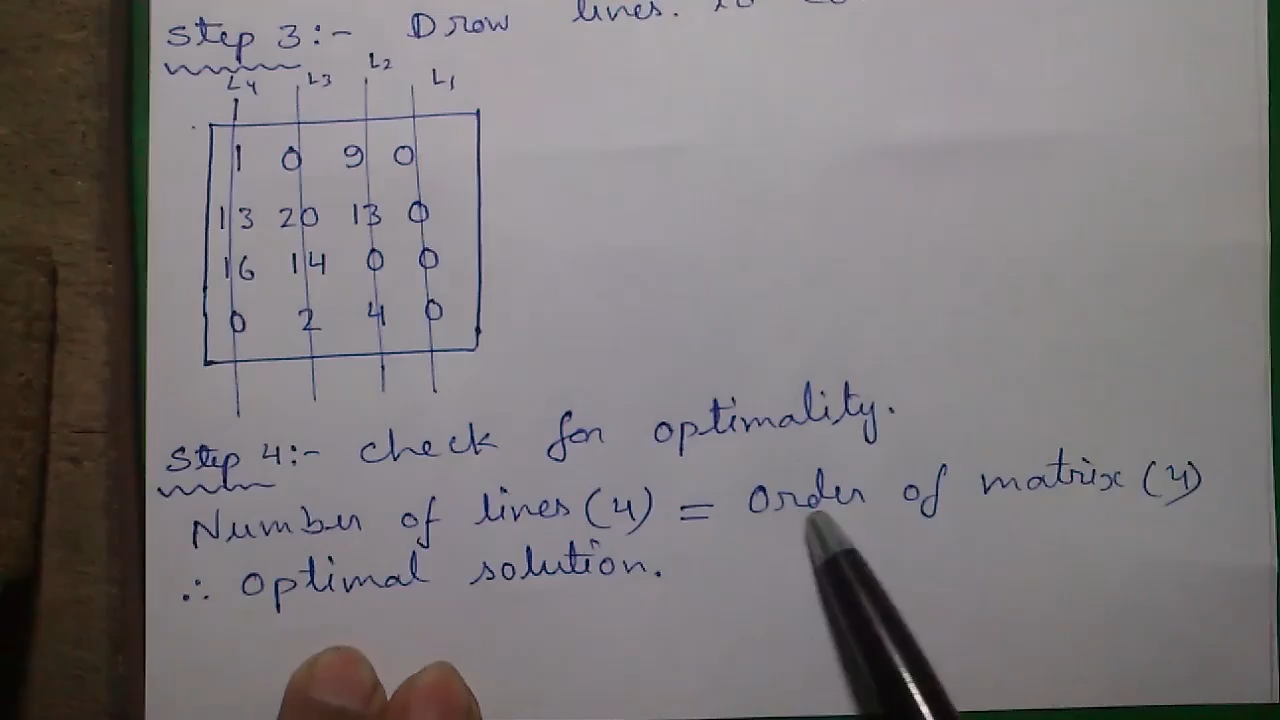 Step 3:- Drow lines. to
L4 L3 L2 L1
1 0 9 0
13 20 13 0
16 14 0 0
0 2 4 0
Step 4:- check for optimality.
Number of lines (4) = Order of matrix (4)
∴ Optimal solution.